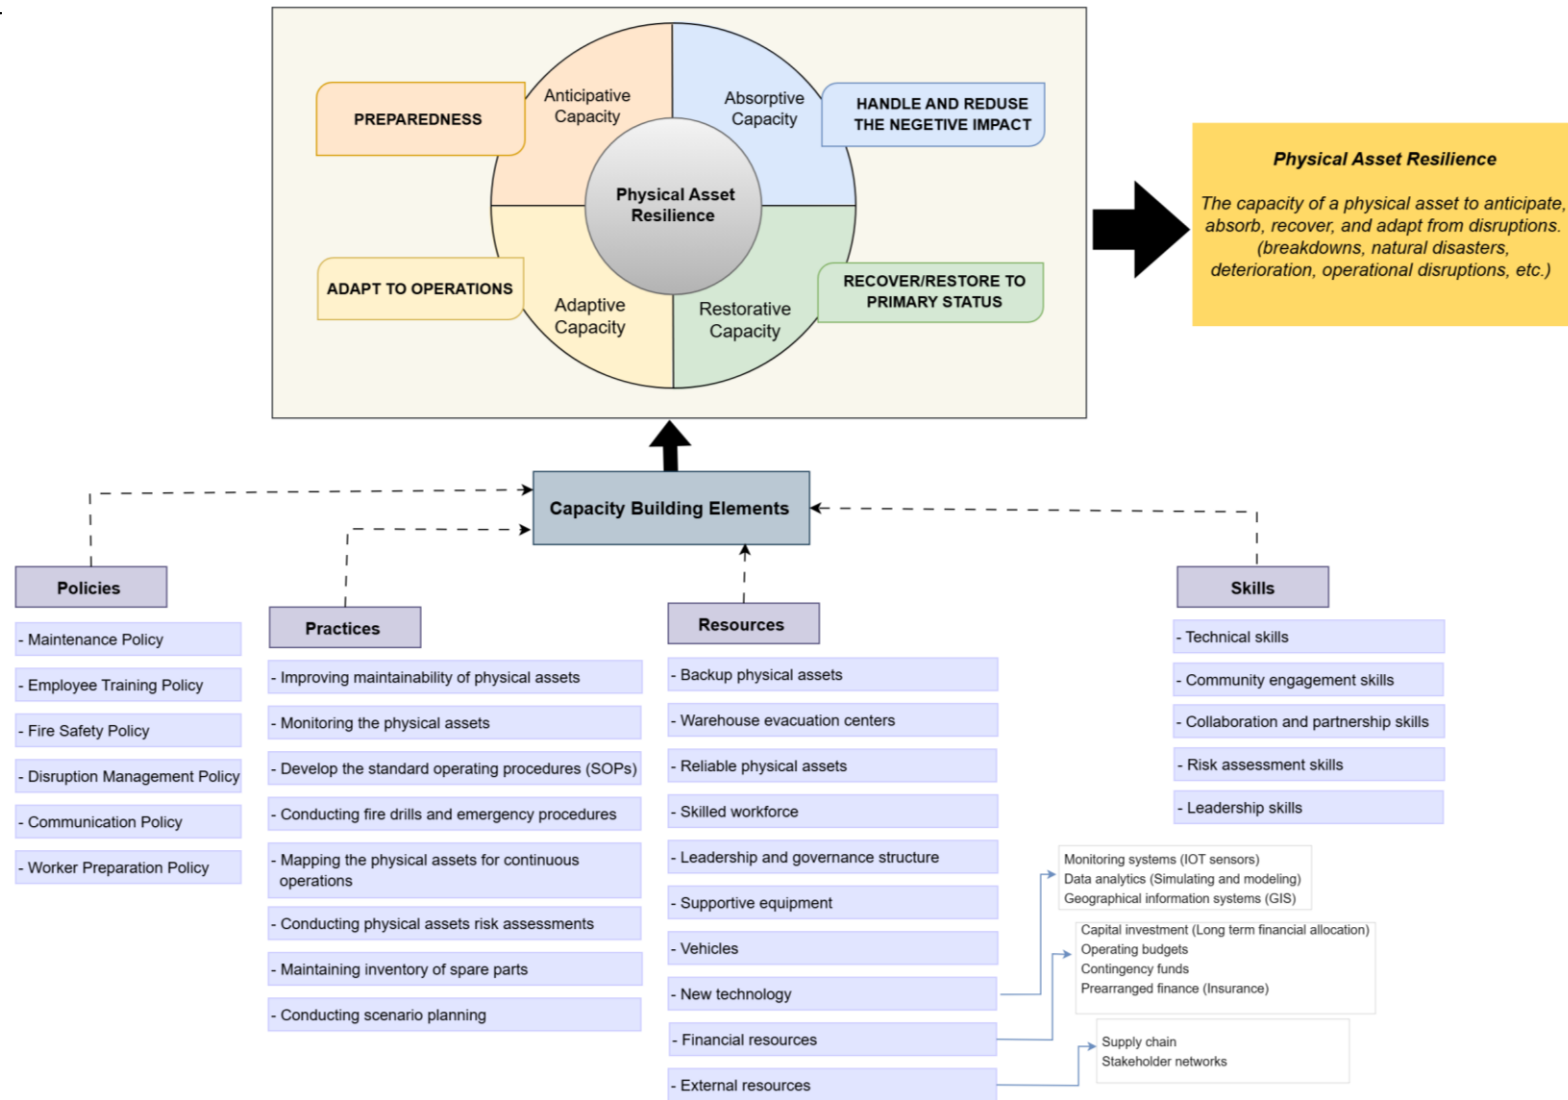 PREPAREDNESS
Anticipative
Capacity
Absorptive
Capacity
HANDLE AND REDUSE
THE NEGETIVE IMPACT
Physical Asset
Resilience
ADAPT TO OPERATIONS
Adaptive
Capacity
Restorative
Capacity
RECOVER/RESTORE TO
PRIMARY STATUS
Physical Asset Resilience
The capacity of a physical asset to anticipate,
absorb, recover, and adapt from disruptions.
(breakdowns, natural disasters,
deterioration, operational disruptions, etc.)
Capacity Building Elements
Policies
- Maintenance Policy
- Employee Training Policy
- Fire Safety Policy
- Disruption Management Policy
- Communication Policy
- Worker Preparation Policy
Practices
- Improving maintainability of physical assets
- Monitoring the physical assets
- Develop the standard operating procedures (SOPs)
- Conducting fire drills and emergency procedures
- Mapping the physical assets for continuous
operations
- Conducting physical assets risk assessments
- Maintaining inventory of spare parts
- Conducting scenario planning
Resources
- Backup physical assets
- Warehouse evacuation centers
- Reliable physical assets
- Skilled workforce
- Leadership and governance structure
- Supportive equipment
- Vehicles
- New technology
- Financial resources
- External resources
Monitoring systems (IOT sensors)
Data analytics (Simulating and modeling)
Geographical information systems (GIS)
Capital investment (Long term financial allocation)
Operating budgets
Contingency funds
Prearranged finance (Insurance)
Supply chain
Stakeholder networks
Skills
- Technical skills
- Community engagement skills
- Collaboration and partnership skills
- Risk assessment skills
- Leadership skills